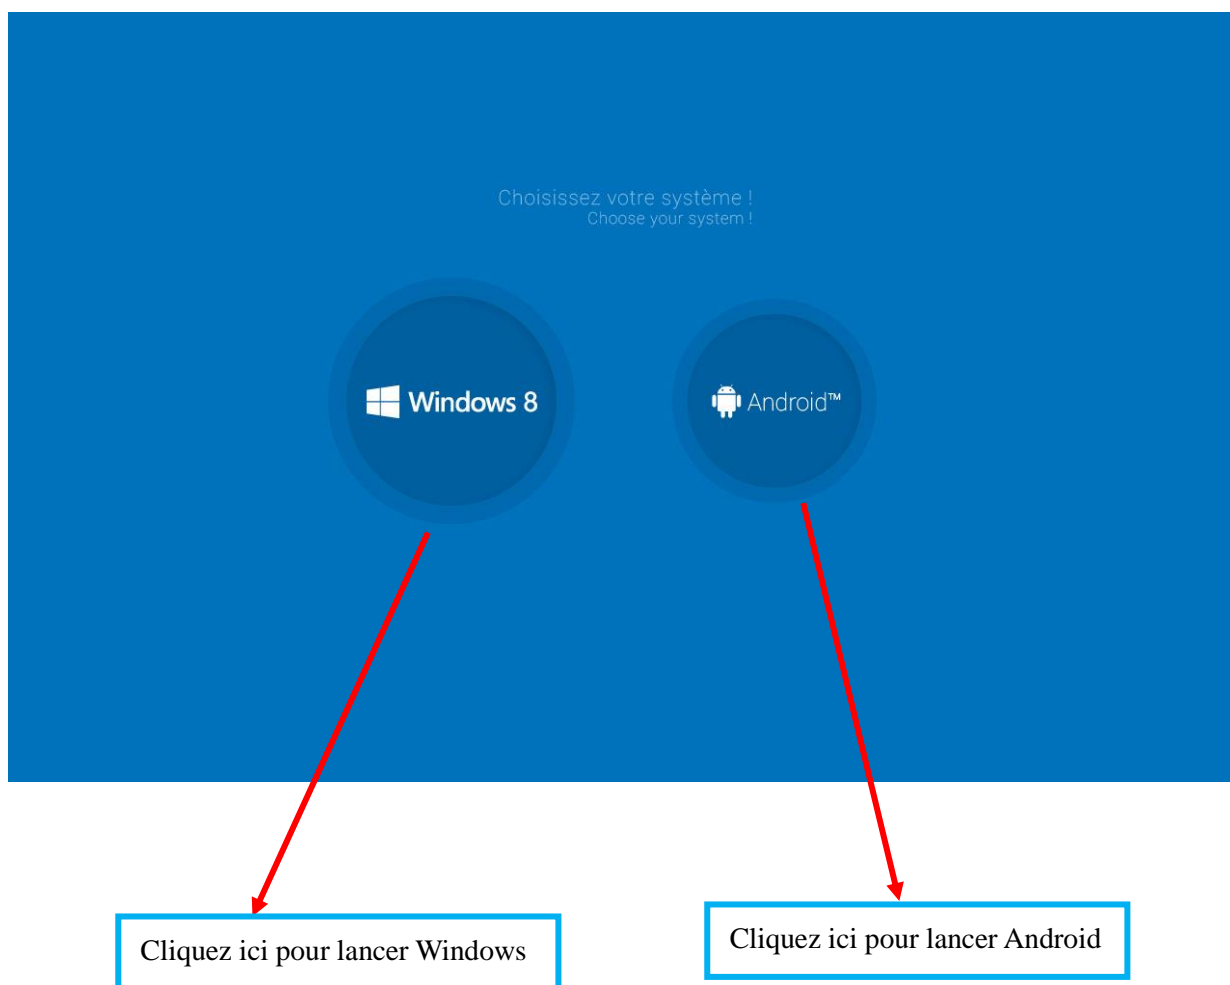 Choisissez votre système !
Choose your system !
Windows 8
Android™
Cliquez ici pour lancer Windows
Cliquez ici pour lancer Android